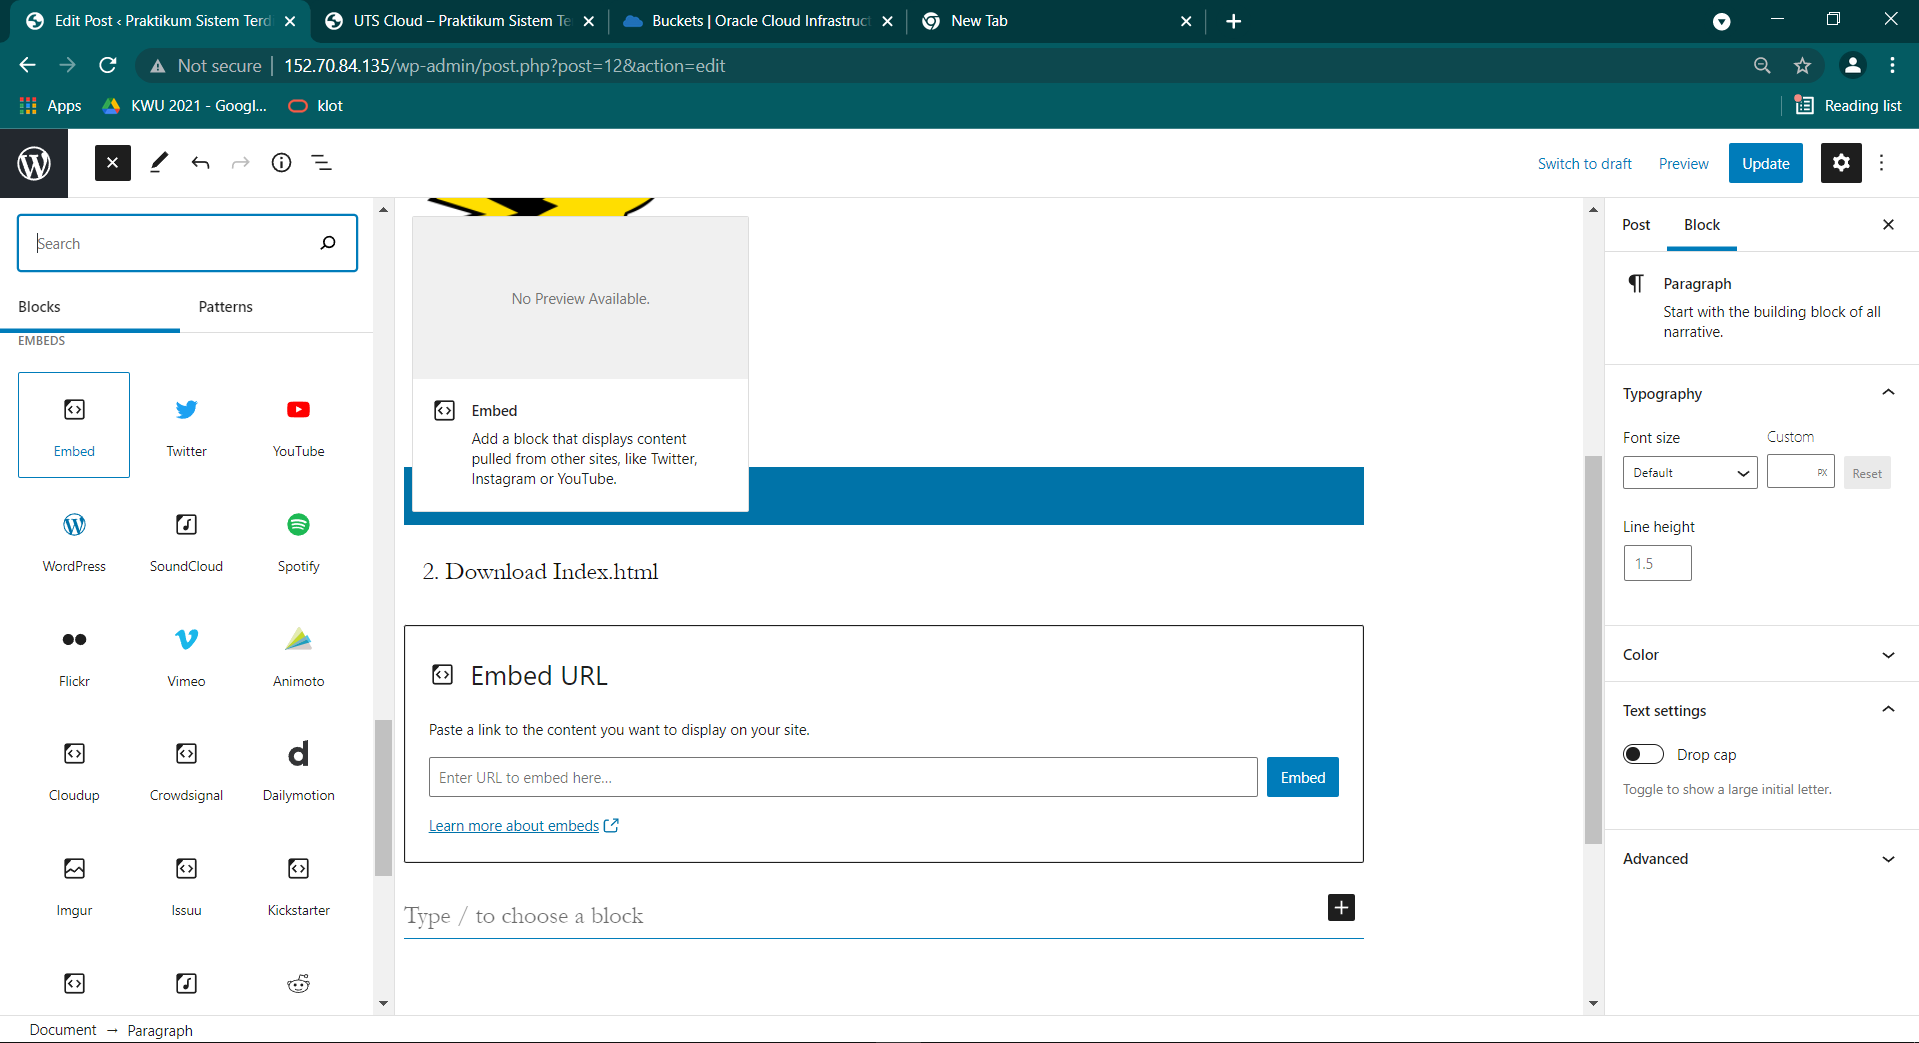 Edit Post ‹ Praktikum Sistem Terdi
UTS Cloud – Praktikum Sistem Te
Buckets | Oracle Cloud Infrastruct
New Tab
Not secure | 152.70.84.135/wp-admin/post.php?post=12&action=edit
Apps
KWU 2021 - Googl...
klot
Reading list
Switch to draft
Preview
Update
Search
Blocks
Patterns
EMBEDS
Embed
Twitter
YouTube
WordPress
SoundCloud
Spotify
Flickr
Vimeo
Animoto
Cloudup
Crowdsignal
Dailymotion
Imgur
Issuu
Kickstarter
No Preview Available.
Embed
Add a block that displays content
pulled from other sites, like Twitter,
Instagram or YouTube.
2. Download Index.html
Embed URL
Paste a link to the content you want to display on your site.
Enter URL to embed here...
Embed
Learn more about embeds
Type / to choose a block
Post
Block
Paragraph
Start with the building block of all
narrative.
Typography
Font size
Custom
Default
PX
Reset
Line height
1.5
Color
Text settings
Drop cap
Toggle to show a large initial letter.
Advanced
Document → Paragraph